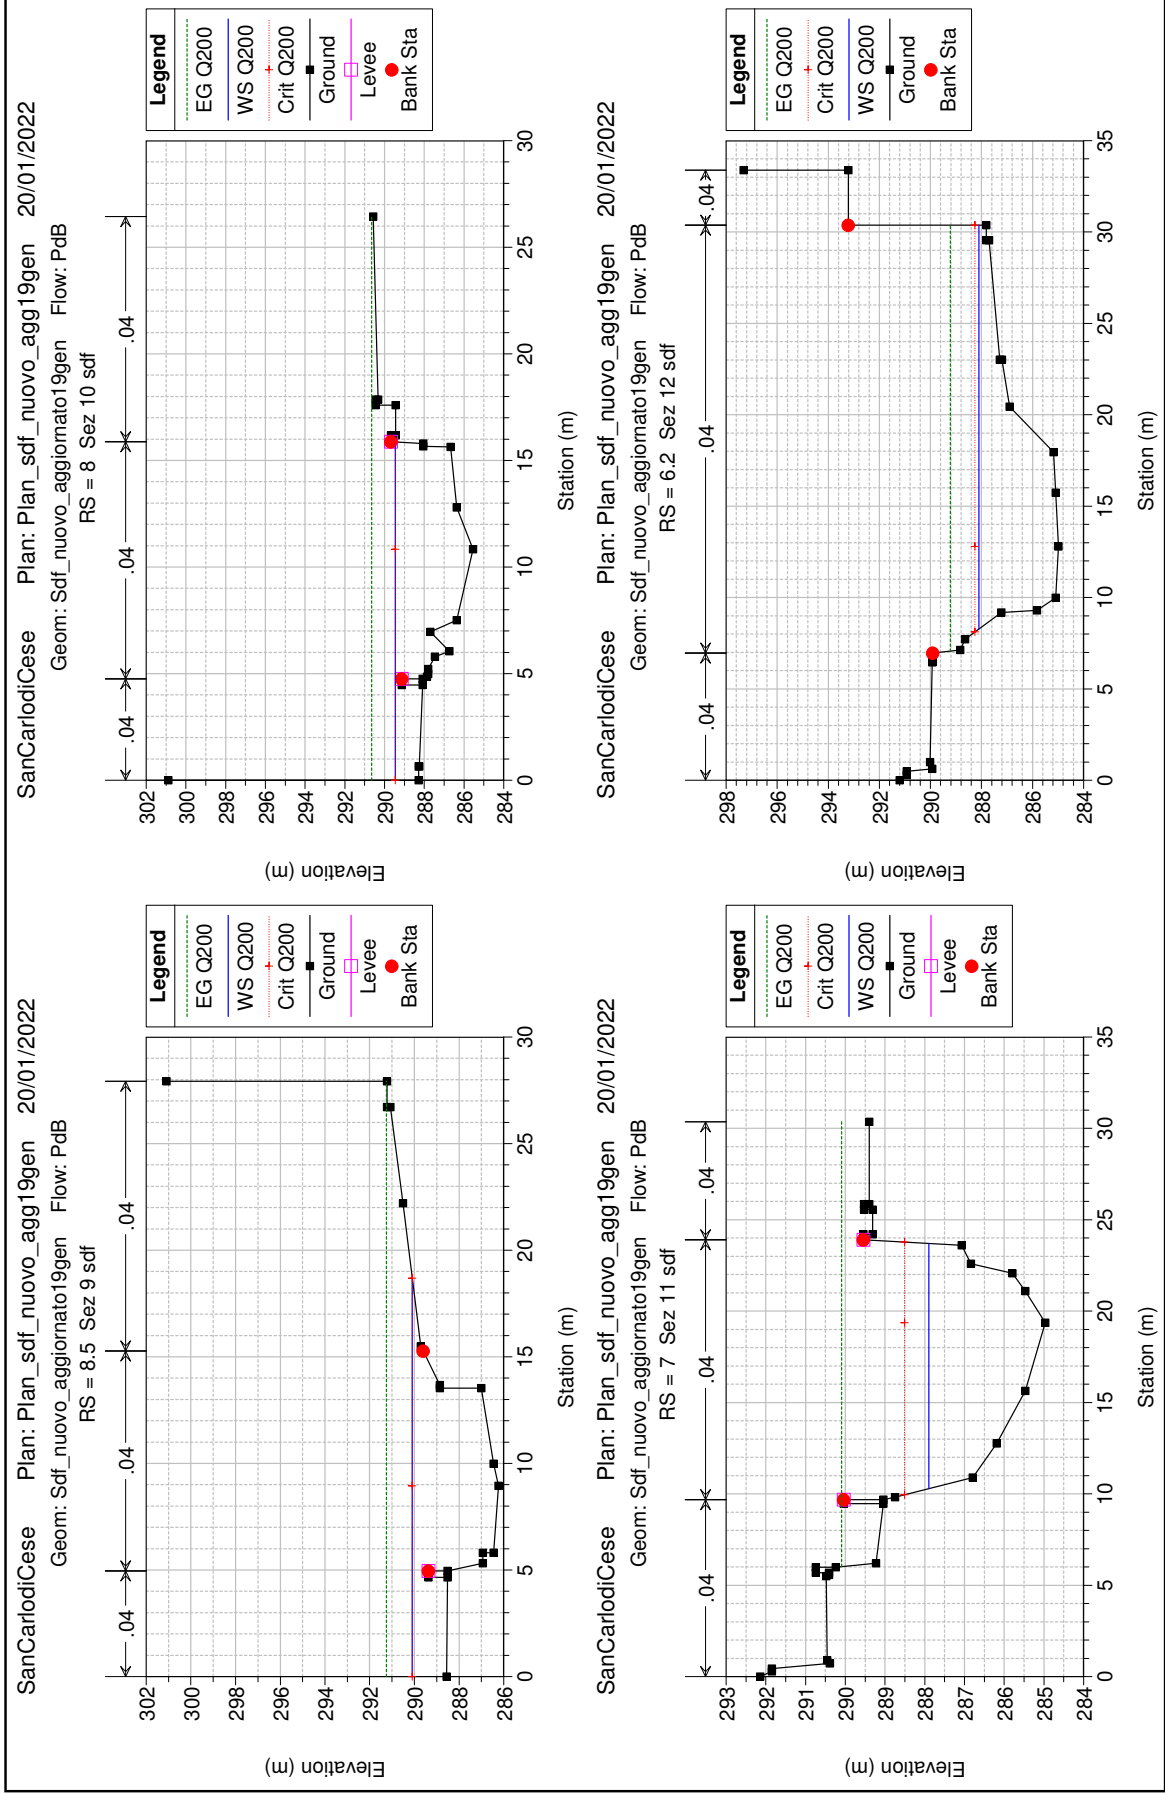 SanCarlodiCese Plan: Plan_sdf_nuovo_agg19gen 20/01/2022
Geom: Sdf_nuovo_aggiornato19gen Flow: PdB
RS = 8.5 Sez 9 sdf
.04 .04 .04
302
300
298
296
294
292
290
288
286
Elevation (m)
0 5 10 15 20 25 30
Station (m)
Legend
EG Q200
WS Q200
Crit Q200
Ground
Levee
Bank Sta
SanCarlodiCese Plan: Plan_sdf_nuovo_agg19gen 20/01/2022
Geom: Sdf_nuovo_aggiornato19gen Flow: PdB
RS = 8 Sez 10 sdf
.04 .04 .04
302
300
298
296
294
292
290
288
286
284
Elevation (m)
0 5 10 15 20 25 30
Station (m)
Legend
EG Q200
WS Q200
Crit Q200
Ground
Levee
Bank Sta
SanCarlodiCese Plan: Plan_sdf_nuovo_agg19gen 20/01/2022
Geom: Sdf_nuovo_aggiornato19gen Flow: PdB
RS = 7 Sez 11 sdf
.04 .04 .04
293
292
291
290
289
288
287
286
285
284
Elevation (m)
0 5 10 15 20 25 30 35
Station (m)
Legend
EG Q200
Crit Q200
WS Q200
Ground
Levee
Bank Sta
SanCarlodiCese Plan: Plan_sdf_nuovo_agg19gen 20/01/2022
Geom: Sdf_nuovo_aggiornato19gen Flow: PdB
RS = 6.2 Sez 12 sdf
.04 .04 .04
298
296
294
292
290
288
286
284
Elevation (m)
0 5 10 15 20 25 30 35
Station (m)
Legend
EG Q200
Crit Q200
WS Q200
Ground
Bank Sta